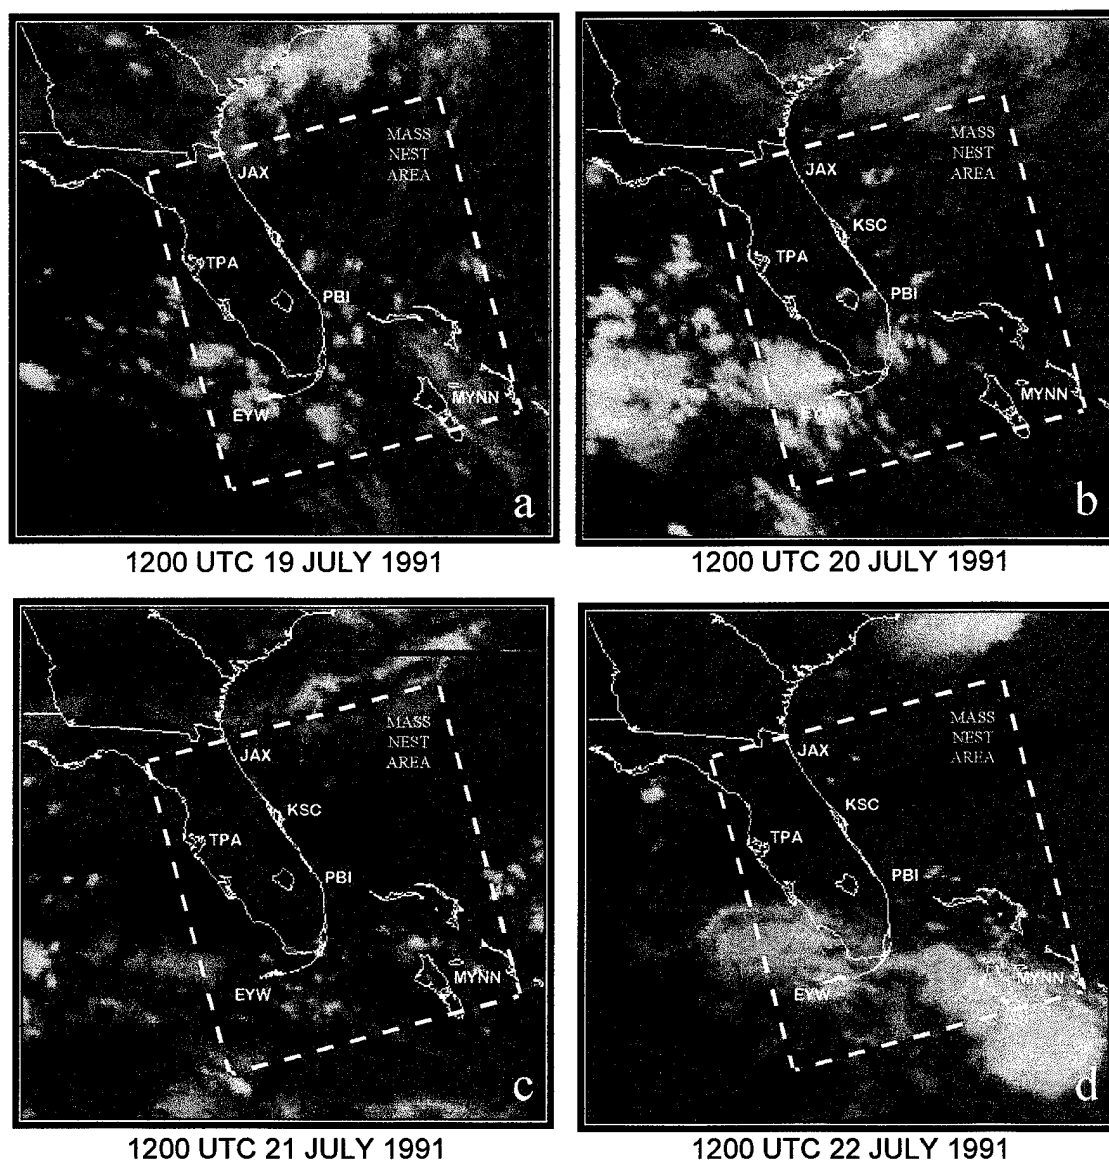 MASS
NEST
AREA
JAX
TPA
PBI
MYNN
EYW
a
1200 UTC 19 JULY 1991
MASS
NEST
AREA
JAX
KSC
TPA
PBI
MYNN
b
1200 UTC 20 JULY 1991
MASS
NEST
AREA
JAX
KSC
TPA
PBI
MYNN
EYW
c
1200 UTC 21 JULY 1991
MASS
NEST
AREA
JAX
KSC
TPA
PBI
MYNN
EYW
d
1200 UTC 22 JULY 1991